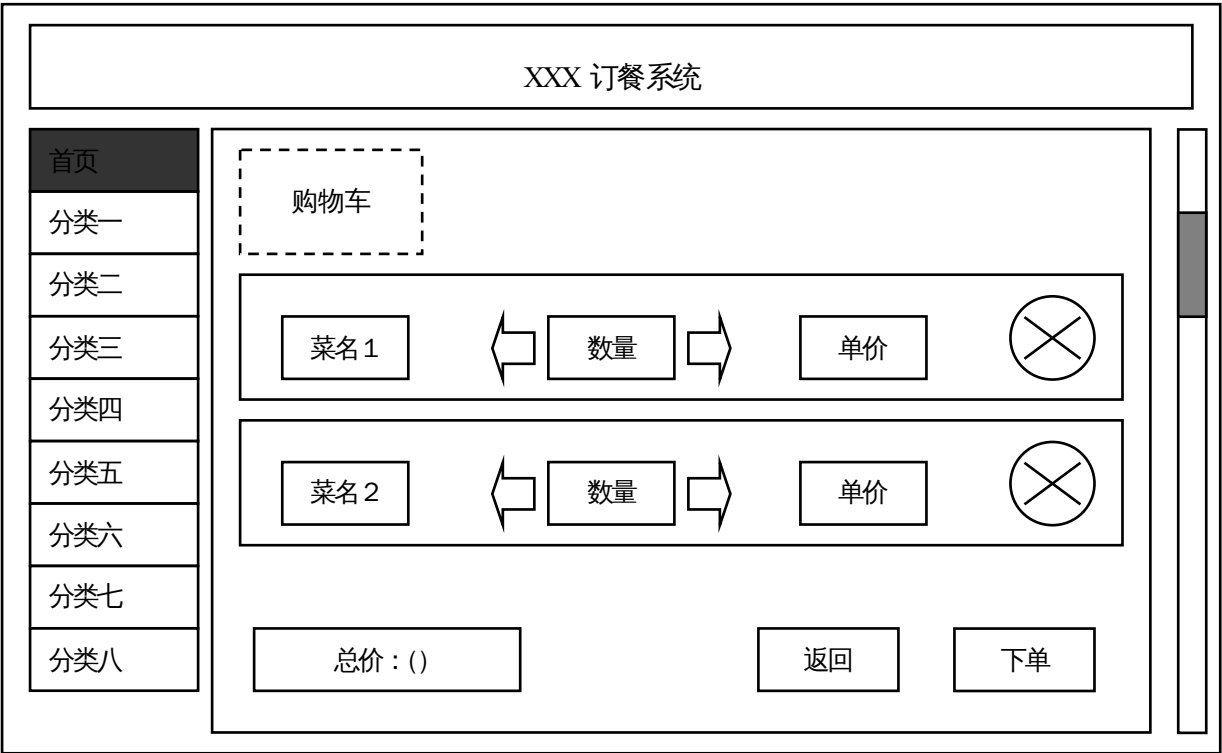 XXX 订餐系统
首页
分类一
分类二
分类三
分类四
分类五
分类六
分类七
分类八
购物车
菜名１ 数量 单价
菜名２ 数量 单价
总价：( ) 返回 下单